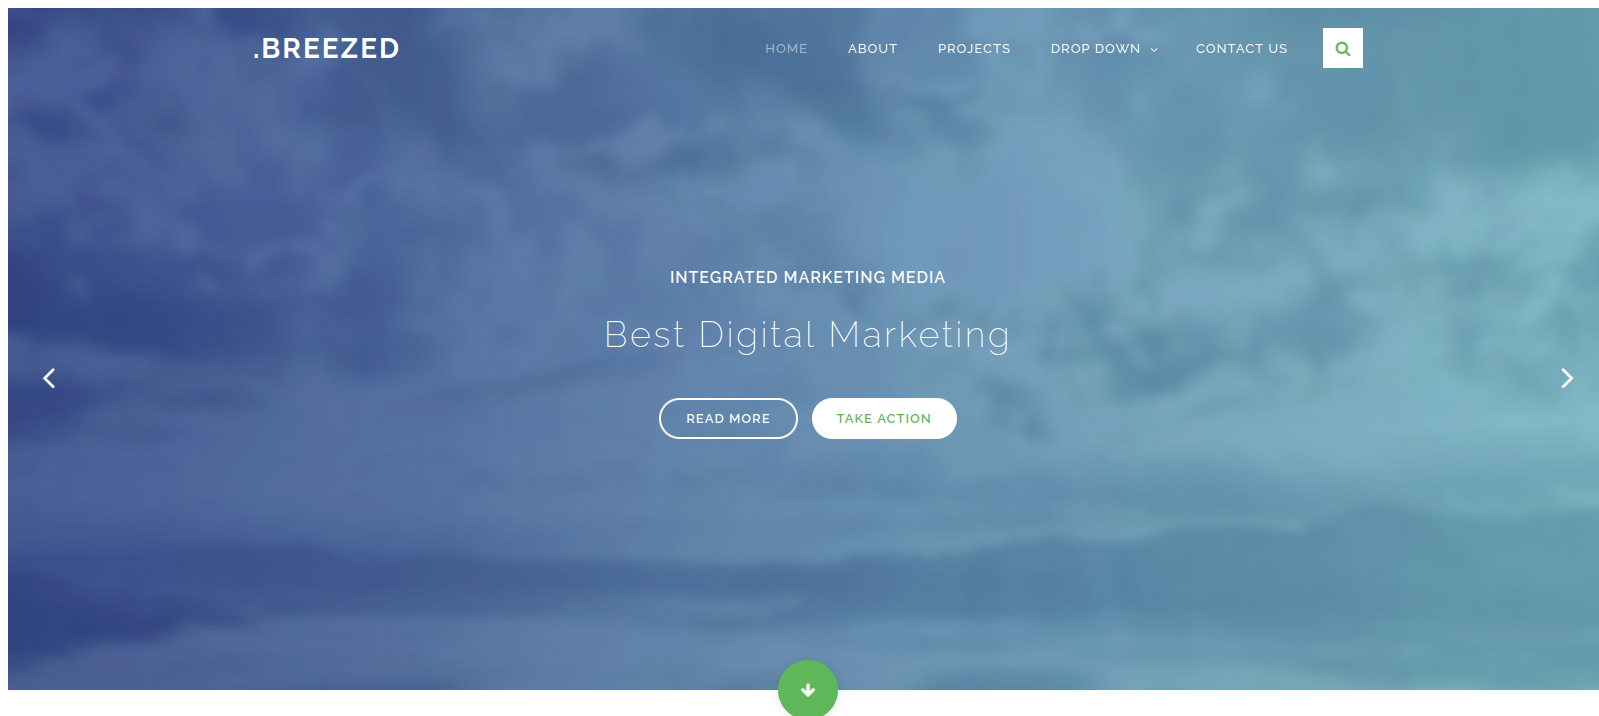 .BREEZED
HOME ABOUT PROJECTS DROP DOWN CONTACT US
INTEGRATED MARKETING MEDIA
Best Digital Marketing
READ MORE TAKE ACTION